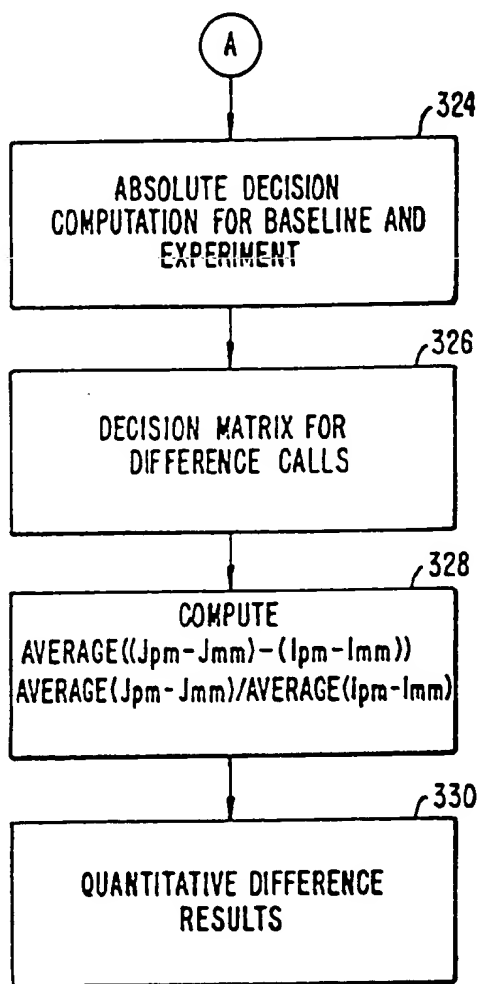 A
324
ABSOLUTE DECISION
COMPUTATION FOR BASELINE AND
EXPERIMENT
326
DECISION MATRIX FOR
DIFFERENCE CALLS
328
COMPUTE
AVERAGE((Jpm-Jmm)-(Ipm-Imm))
AVERAGE(Jpm-Jmm)/AVERAGE(Ipm-Imm)
330
QUANTITATIVE DIFFERENCE
RESULTS